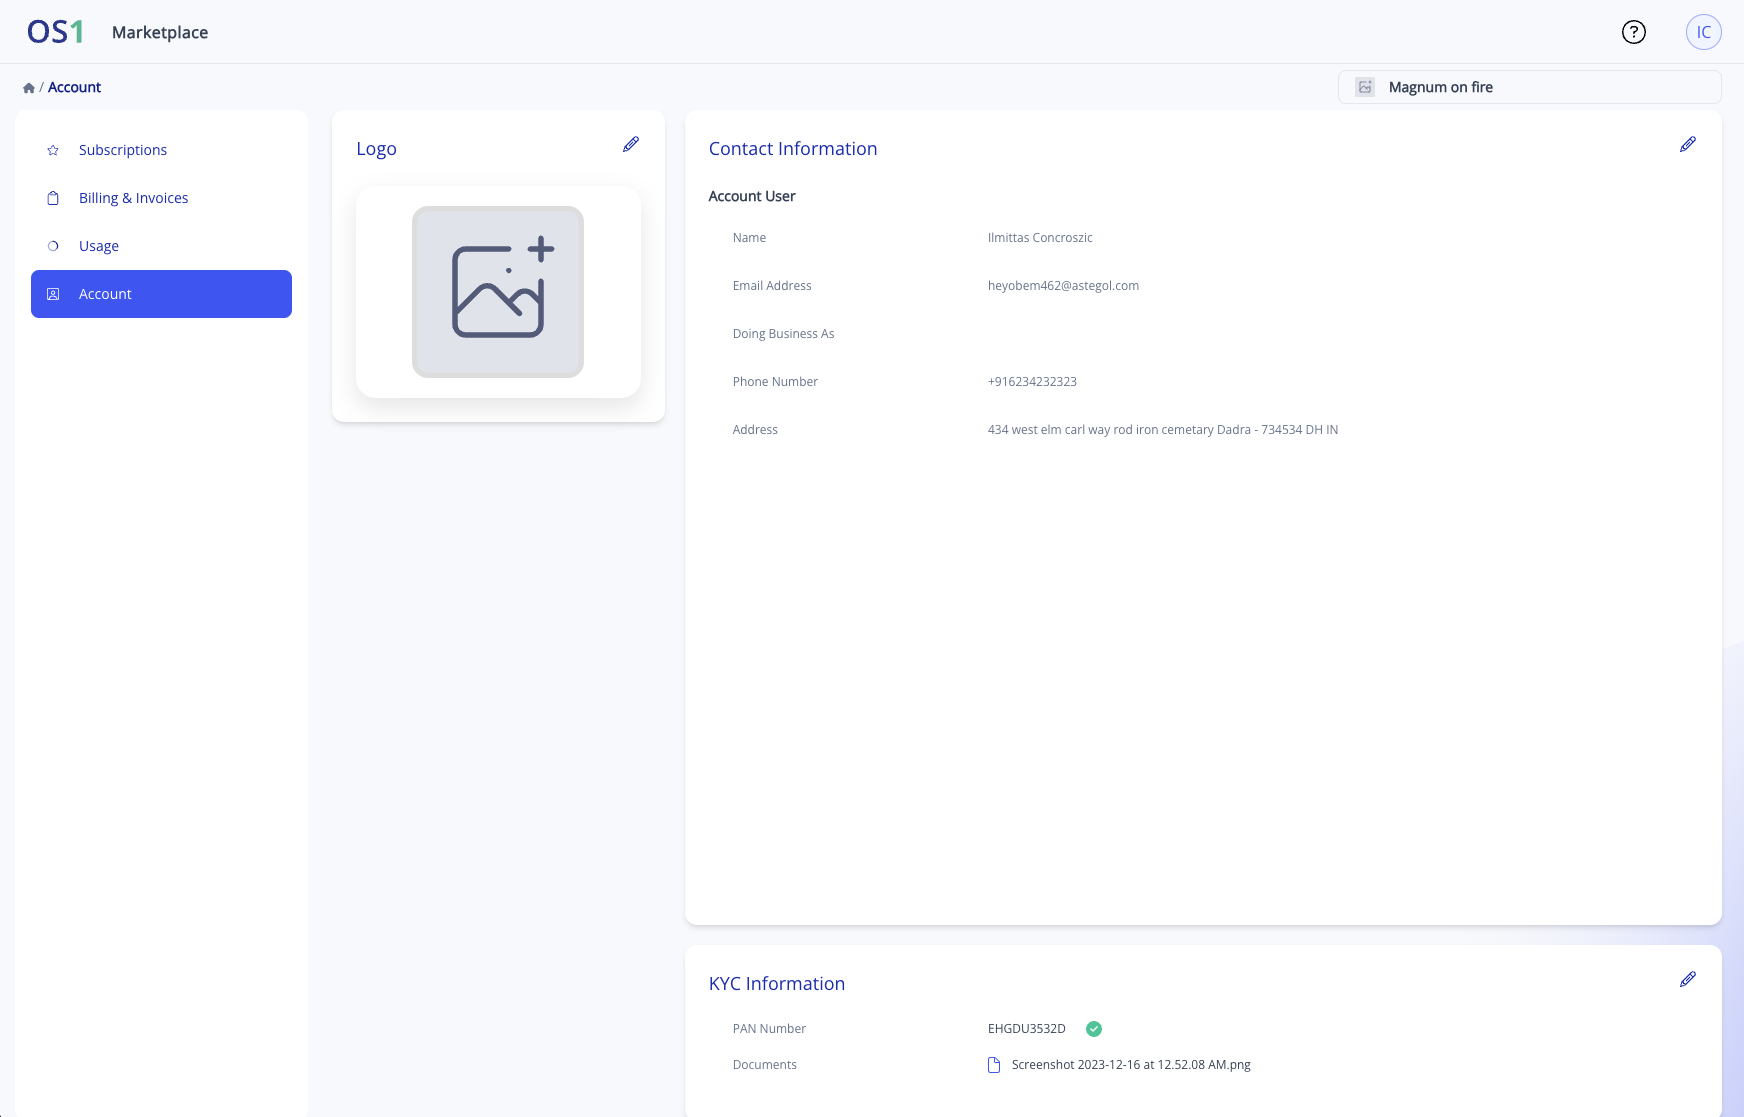 OS1 Marketplace
?
IC
/ Account
Magnum on fire
Subscriptions
Billing & Invoices
Usage
Account
Logo
Contact Information
Account User
Name Ilmittas Concroszic
Email Address heyobem462@astegol.com
Doing Business As
Phone Number +916234232323
Address 434 west elm carl way rod iron cemetary Dadra - 734534 DH IN
KYC Information
PAN Number EHGDU3532D
Documents Screenshot 2023-12-16 at 12.52.08 AM.png